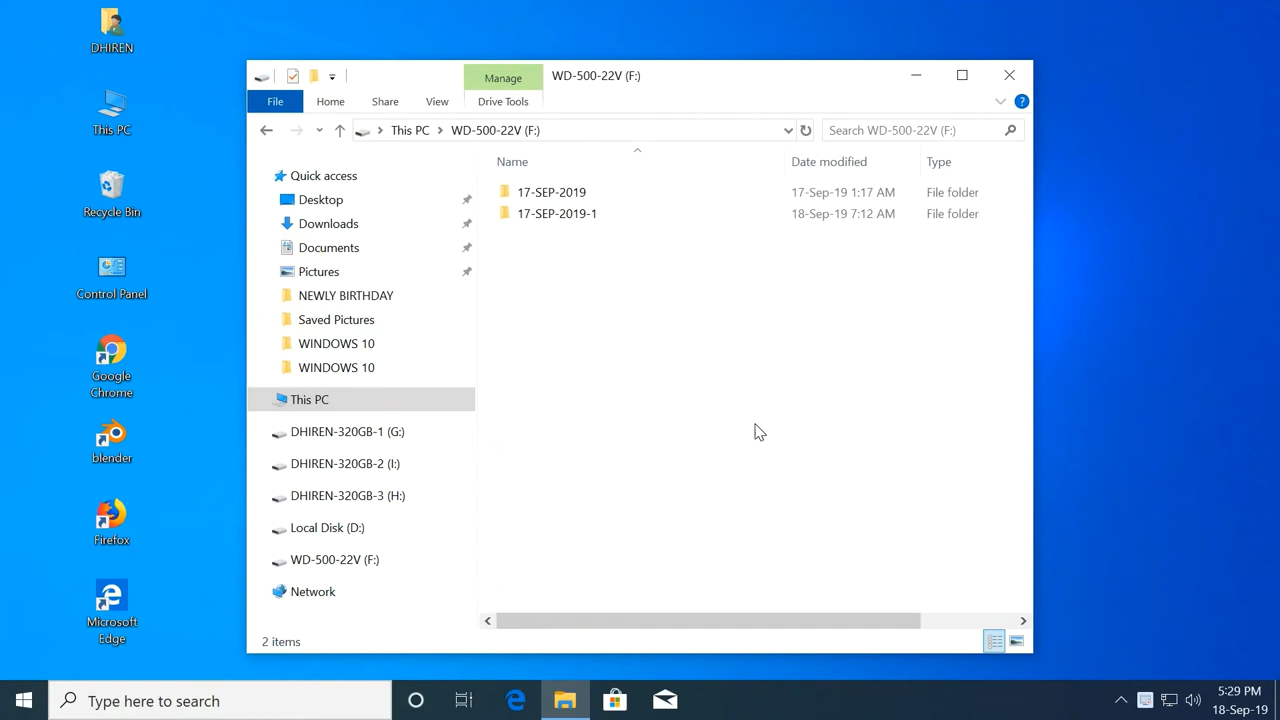 DHIREN
This PC
Recycle Bin
Control Panel
Google
Chrome
blender
Firefox
Microsoft
Edge
Manage
WD-500-22V (F:)
File
Home
Share
View
Drive Tools
This PC
WD-500-22V (F:)
Search WD-500-22V (F:)
Quick access
Desktop
Downloads
Documents
Pictures
NEWLY BIRTHDAY
Saved Pictures
WINDOWS 10
WINDOWS 10
This PC
DHIREN-320GB-1 (G:)
DHIREN-320GB-2 (I:)
DHIREN-320GB-3 (H:)
Local Disk (D:)
WD-500-22V (F:)
Network
Name
Date modified
Type
17-SEP-2019
17-Sep-19 1:17 AM
File folder
17-SEP-2019-1
18-Sep-19 7:12 AM
File folder
2 items
Type here to search
5:29 PM
18-Sep-19